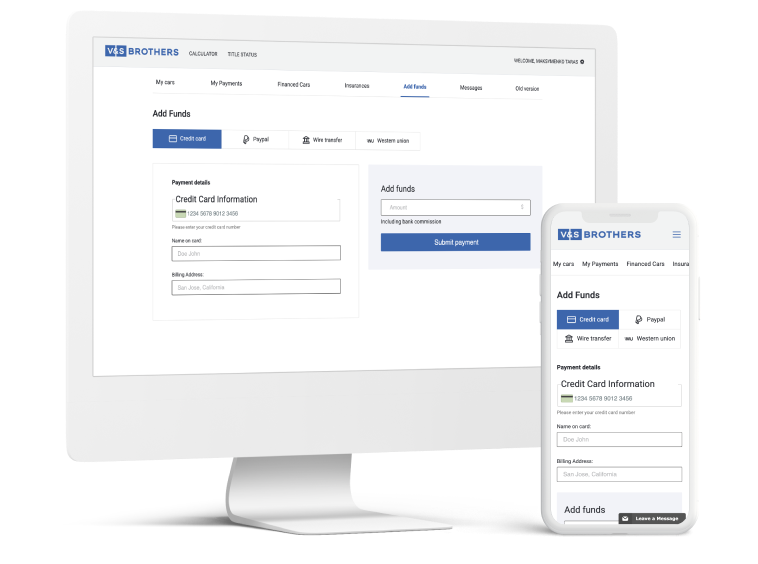 V&S BROTHERS CALCULATOR TITLE STATUS WELCOME, MAKSYMENKO TARAS
My cars My Payments Financed Cars Insurances Add funds Messages Old version
Add Funds
Credit card Paypal Wire transfer WU Western union
Payment details
Credit Card Information
1234 5678 8012 3456
Please enter your credit card number
Name on card:
Doe John
Billing Address:
San Jose, California
Add funds
Amount
Including bank commission
Submit payment
V&S BROTHERS
My cars My Payments Financed Cars Insura
Add Funds
Credit card Paypal
Wire transfer WU Western union
Payment details
Credit Card Information
1234 5678 9012 3456
Please enter your credit card number
Name on card:
Doe John
Billing Address:
San Jose, California
Add funds
Leave a Message